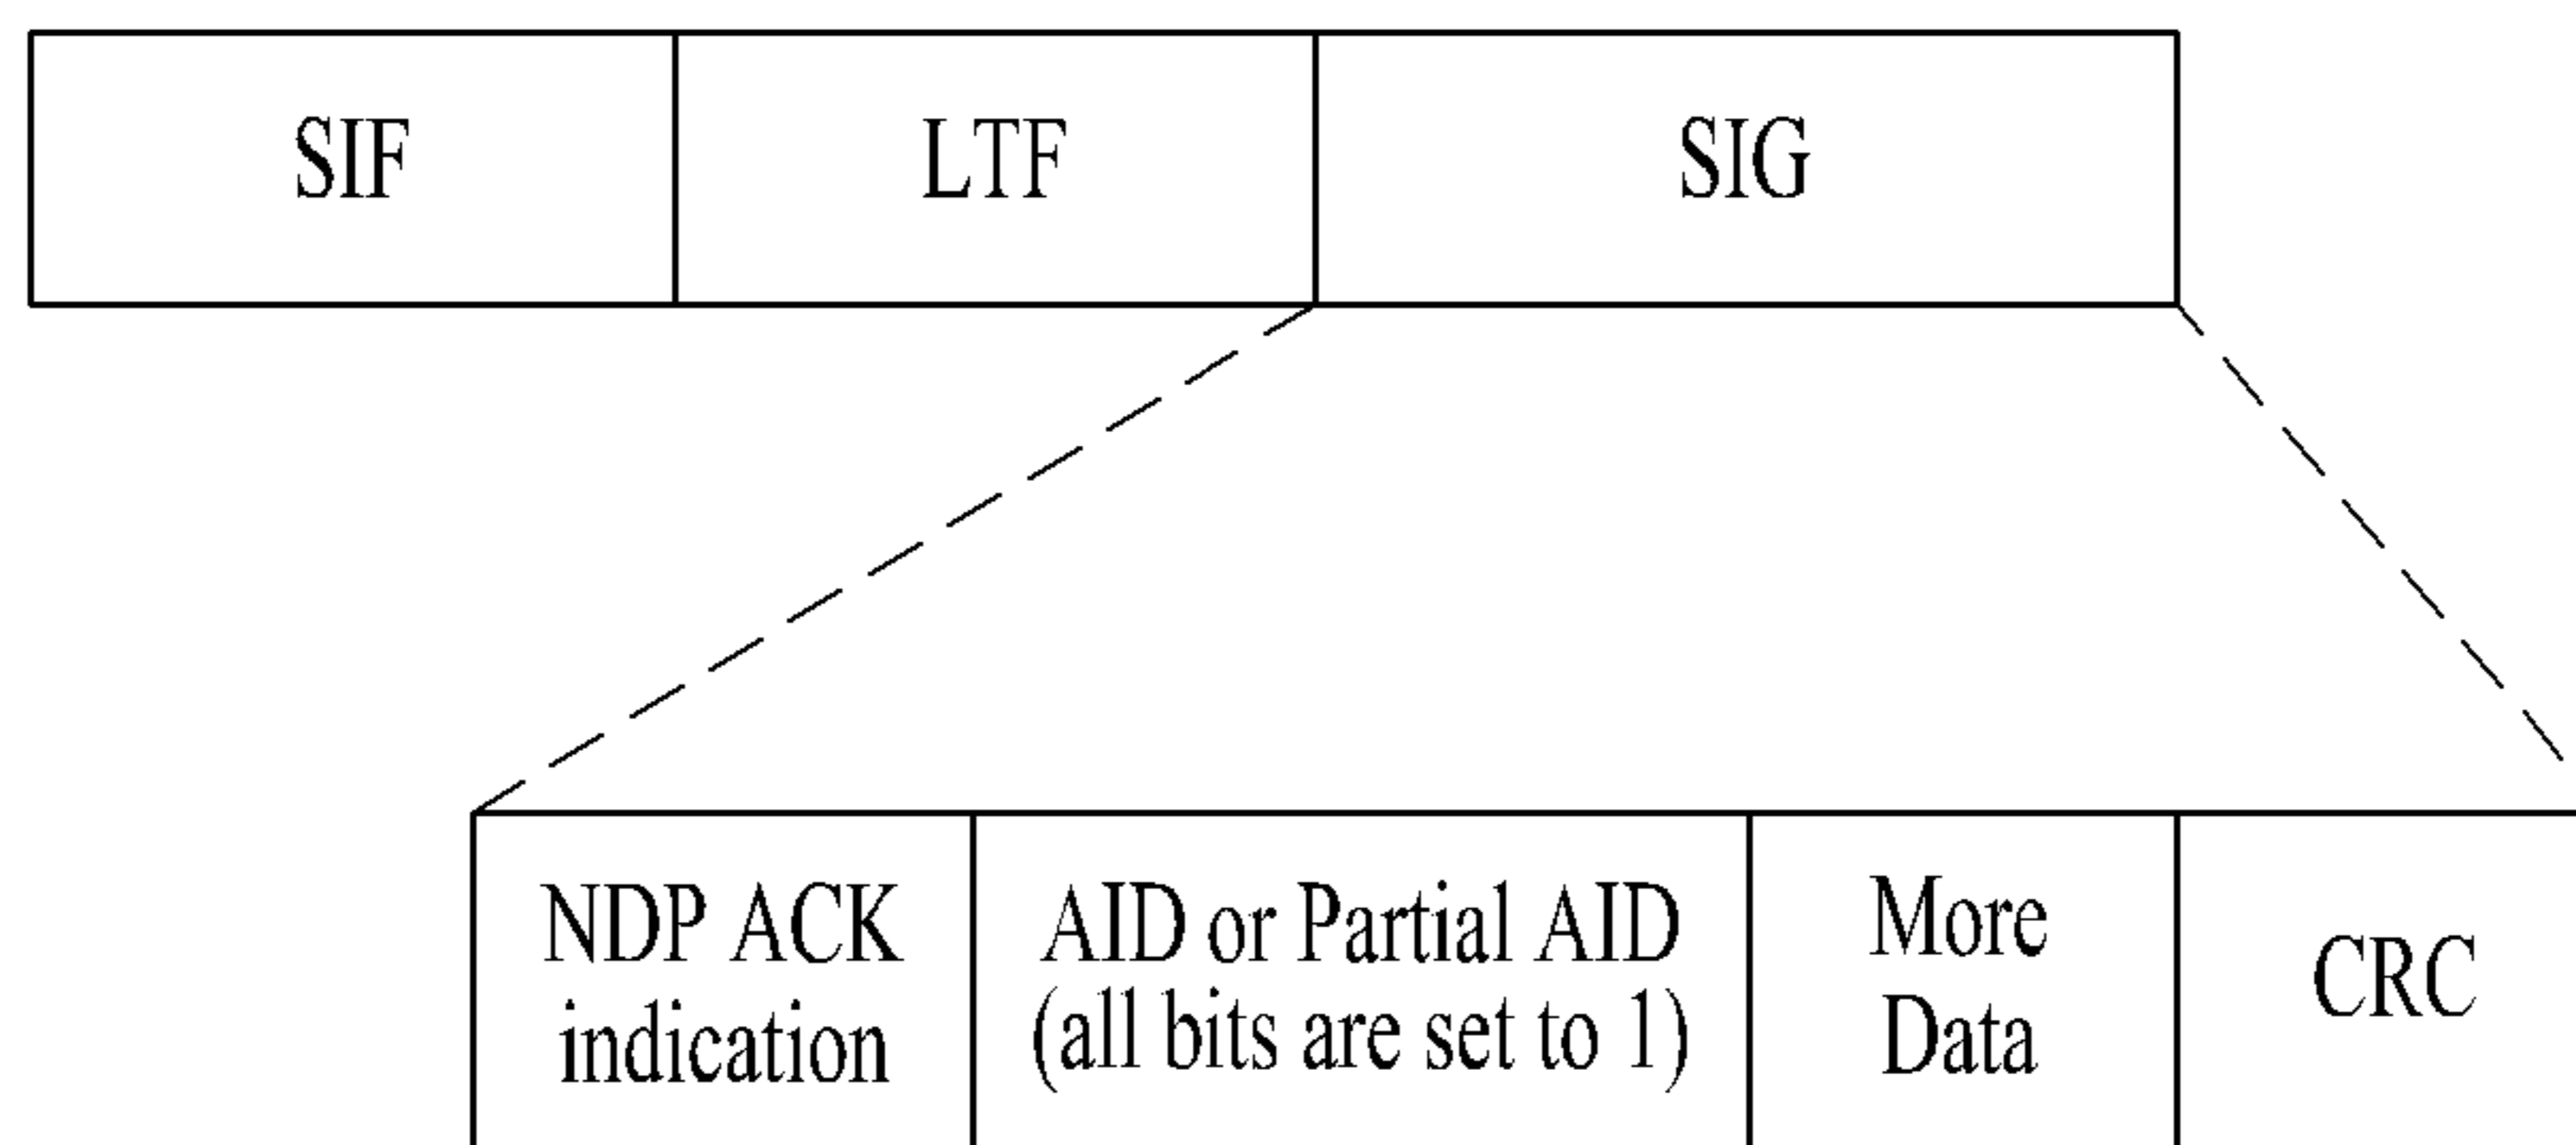 SIF
LTF
SIG
NDP ACK
indication
AID or Partial AID
(all bits are set to 1)
More
Data
CRC